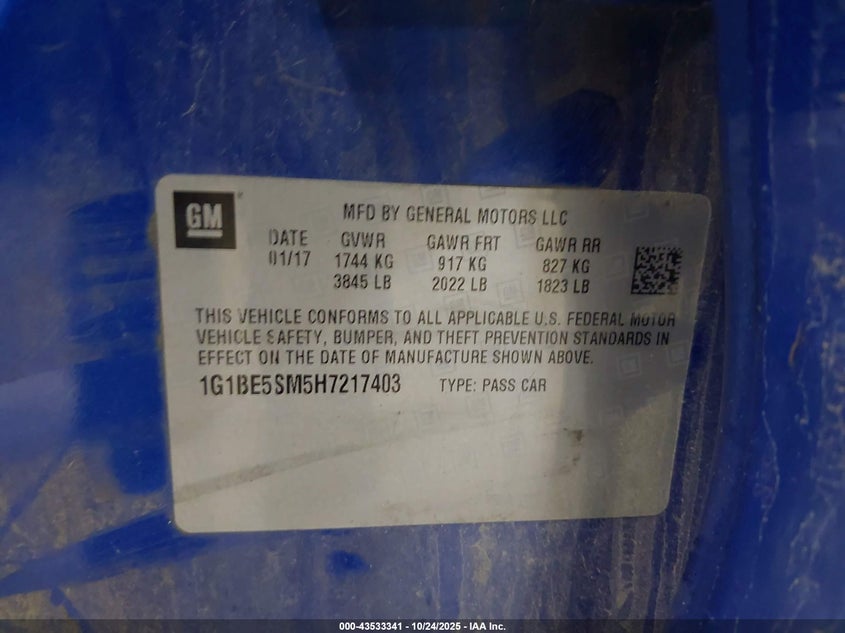 GM
MFD BY GENERAL MOTORS LLC
DATE GVWR GAWR FRT GAWR RR
01/17 1744 KG 917 KG 827 KG
3845 LB 2022 LB 1823 LB
THIS VEHICLE CONFORMS TO ALL APPLICABLE U.S. FEDERAL MOTOR
VEHICLE SAFETY, BUMPER, AND THEFT PREVENTION STANDARDS IN
EFFECT ON THE DATE OF MANUFACTURE SHOWN ABOVE.
1G1BE5SM5H7217403 TYPE: PASS CAR
000-43533341 | 10/24/2025 - IAA Inc.